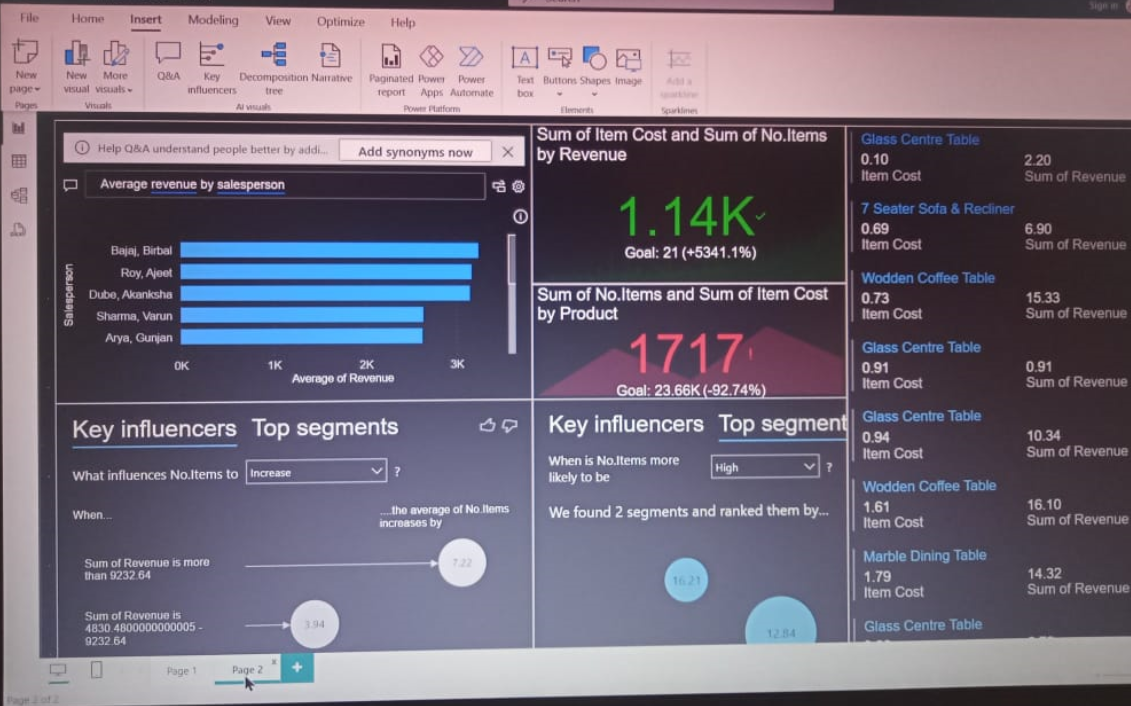 Sign in
File Home Insert Modeling View Optimize Help
New page
New visual
More visuals
Q&A
Key influencers
Decomposition tree
Narrative
Paginated report
Power Apps
Power Automate
Text box
Buttons
Shapes
Image
Add a sparkline
Pages
Visuals
AI visuals
Power Platform
Elements
Sparklines
Help Q&A understand people better by addi...
Add synonyms now
Average revenue by salesperson
Salesperson
Bajaj, Birbal
Roy, Ajeet
Dube, Akanksha
Sharma, Varun
Arya, Gunjan
0K 1K 2K 3K
Average of Revenue
Sum of Item Cost and Sum of No.Items
by Revenue
1.14K
Goal: 21 (+5341.1%)
Sum of No.Items and Sum of Item Cost
by Product
1717
Goal: 23.66K (-92.74%)
Glass Centre Table
0.10 2.20
Item Cost Sum of Revenue
7 Seater Sofa & Recliner
0.69 6.90
Item Cost Sum of Revenue
Wodden Coffee Table
0.73 15.33
Item Cost Sum of Revenue
Glass Centre Table
0.91 0.91
Item Cost Sum of Revenue
Glass Centre Table
0.94 10.34
Item Cost Sum of Revenue
Wodden Coffee Table
1.61 16.10
Item Cost Sum of Revenue
Marble Dining Table
1.79 14.32
Item Cost Sum of Revenue
Glass Centre Table
Key influencers Top segments
What influences No.Items to Increase ?
When...
....the average of No.Items
increases by
Sum of Revenue is more
than 9232.64
7.22
Sum of Revenue is
4830.4800000000005 -
9232.64
3.94
Key influencers Top segment
When is No.Items more
likely to be
High ?
We found 2 segments and ranked them by...
16.21
12.84
Page 1 Page 2 +
Page 2 of 2